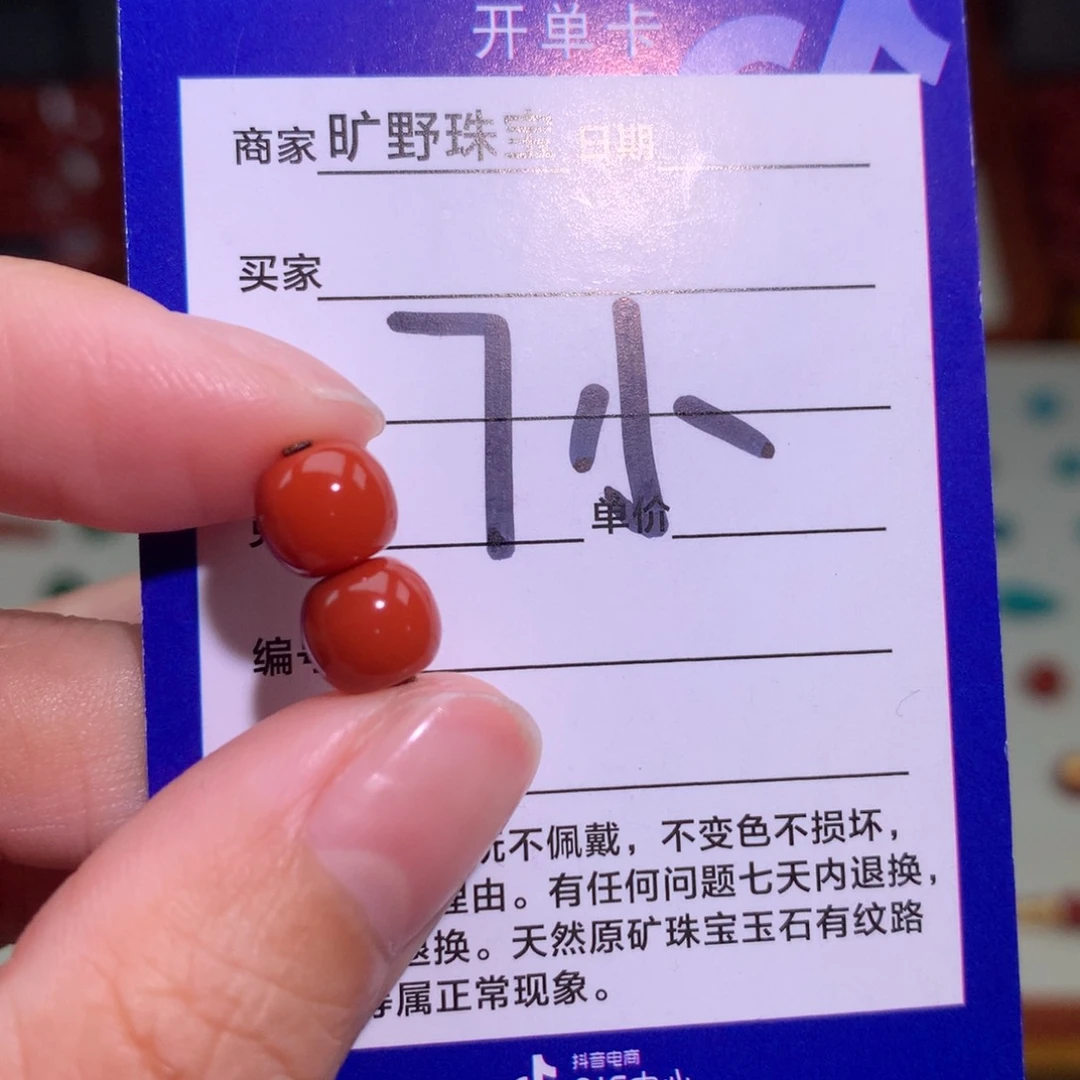 开单卡
商家 旷野珠宝 日期
买家
7小
单价
编号
不佩戴，不变色不损坏，
理由。有任何问题七天内退换，
退换。天然原矿珠宝玉石有纹路
等属正常现象。
抖音电商